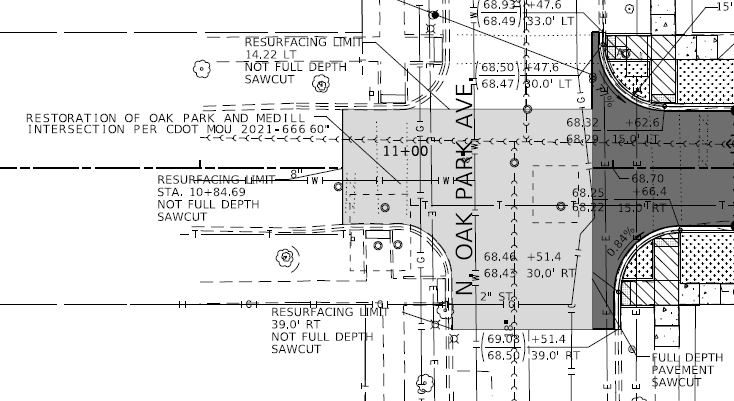 68.93 +47.6
68.49 33.0' LT
15'
RESURFACING LIMIT
14.22 LT
NOT FULL DEPTH
SAWCUT
68.50 +47.6
68.47 30.0' LT
RESTORATION OF OAK PARK AND MEDILL
INTERSECTION PER CDOT MOU 2021-666
60"
68.32 +62.6
68.29 15.0' LT
11+00
N. OAK PARK AVE.
8"
RESURFACING LIMIT
STA. 10+84.69
NOT FULL DEPTH
SAWCUT
68.70
68.25 +66.4
68.22 15.0' RT
0.84%
68.46 +51.4
68.43 30.0' RT
2" ST
RESURFACING LIMIT
39.0' RT
NOT FULL DEPTH
SAWCUT
18"
69.08 +51.4
68.50 39.0' RT
FULL DEPTH
PAVEMENT
SAWCUT